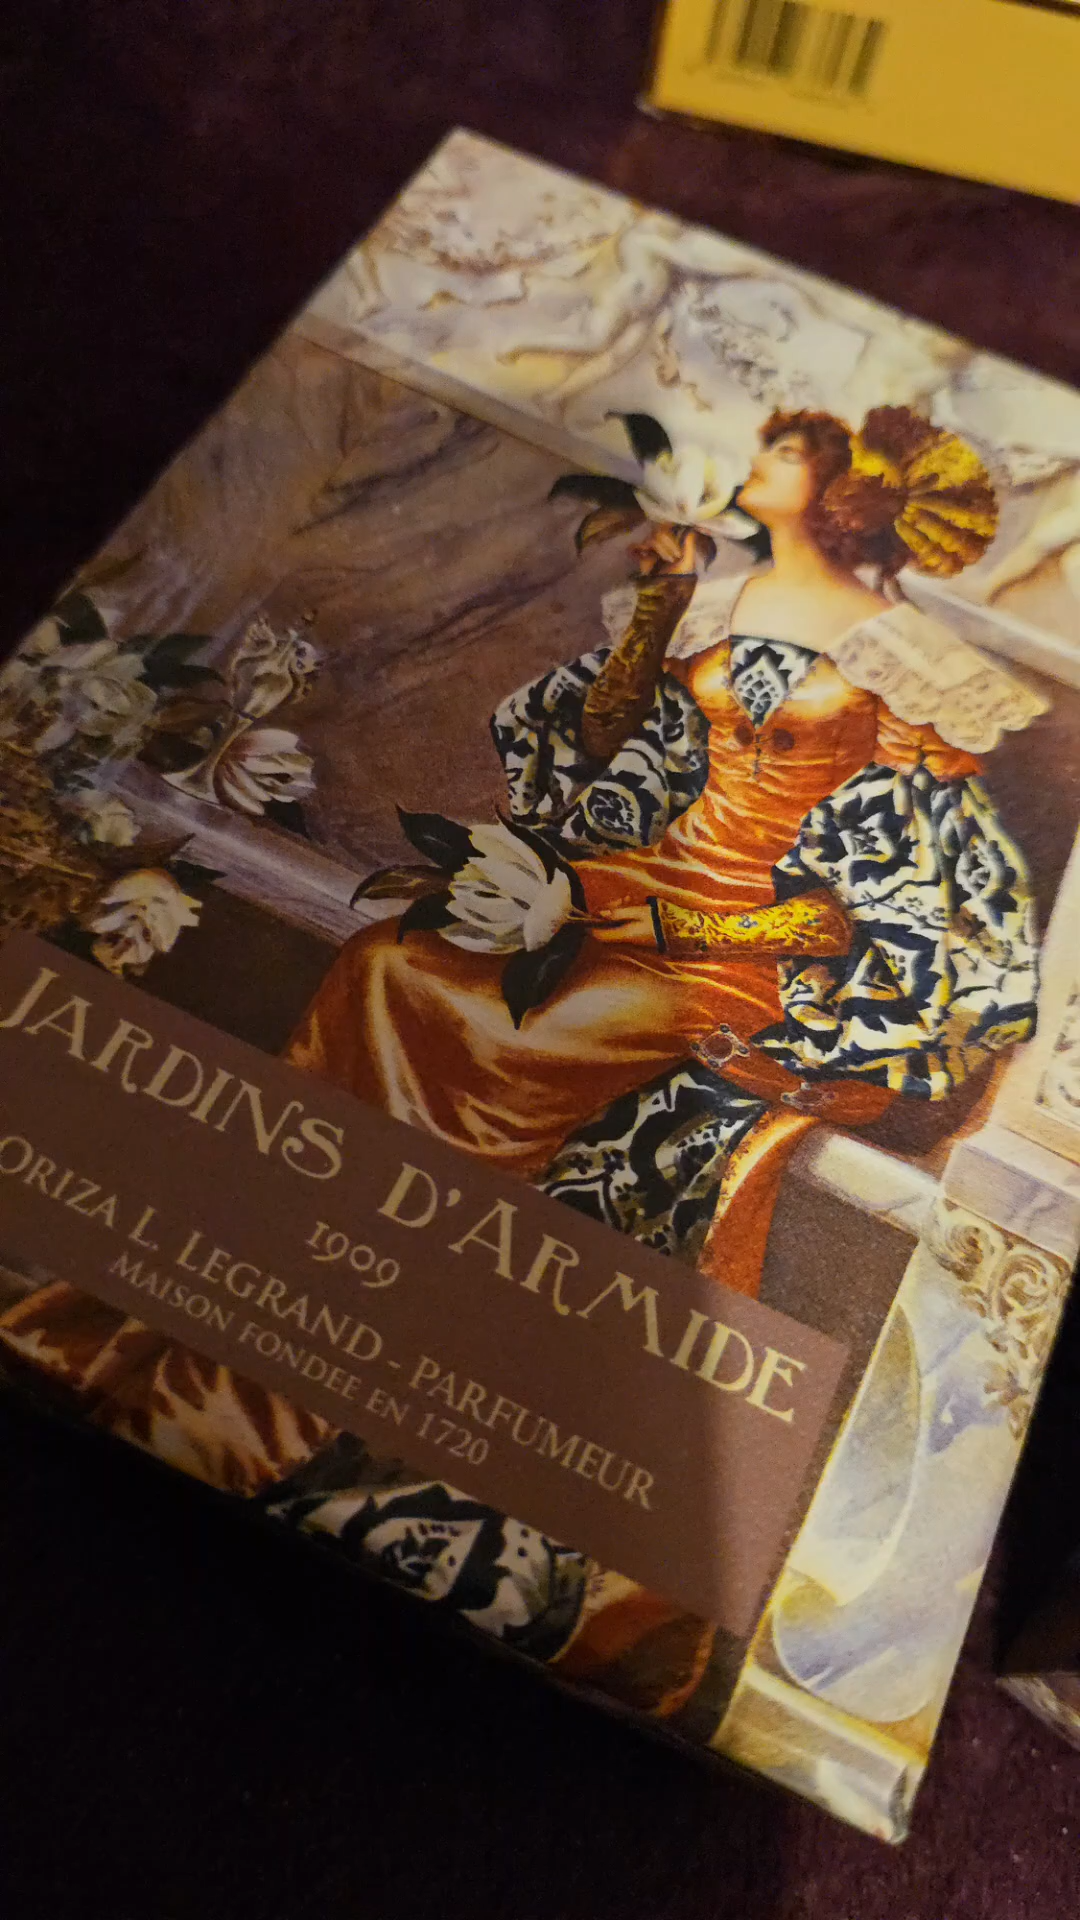 JARDINS D'ARMIDE
1909
ORIZA L. LEGRAND - PARFUMEUR
MAISON FONDEE EN 1720